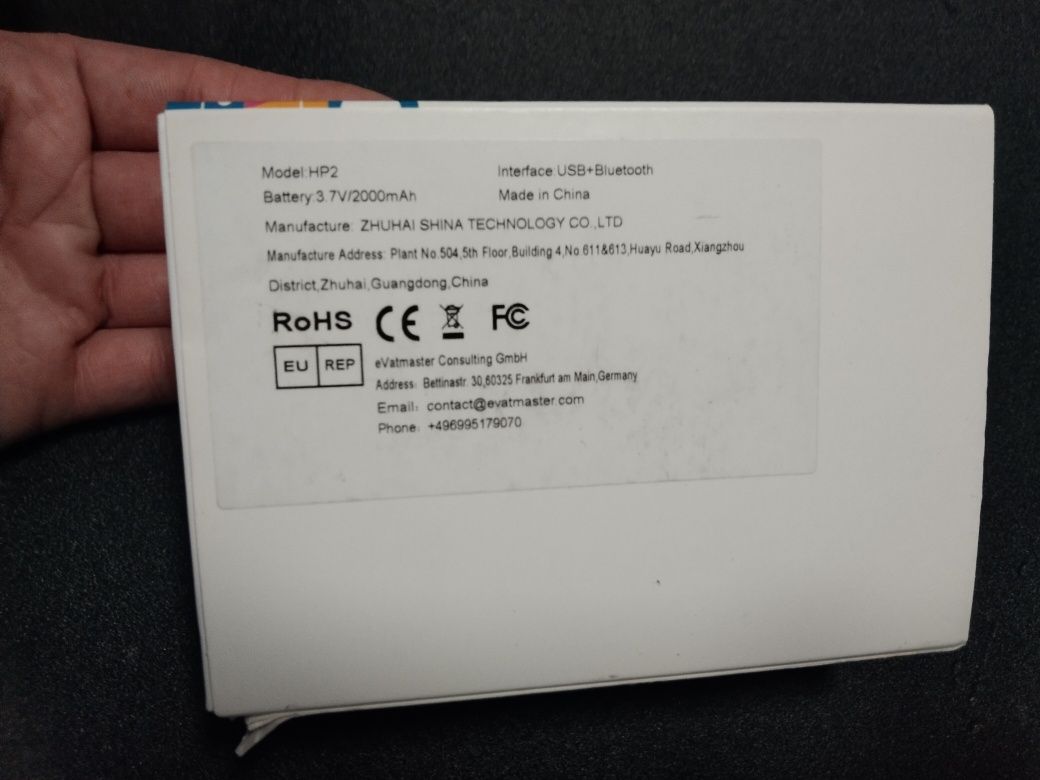 Model:HP2 Interface:USB+Bluetooth
Battery:3.7V/2000mAh Made in China
Manufacture: ZHUHAI SHINA TECHNOLOGY CO.,LTD
Manufacture Address: Plant No.504,5th Floor,Building 4,No.611&613,Huayu Road,Xiangzhou
District,Zhuhai,Guangdong,China
RoHS CE FC
EU REP eVatmaster Consulting GmbH
Address: Bettinastr. 30,60325 Frankfurt am Main,Germany
Email: contact@evatmaster.com
Phone: +496995179070